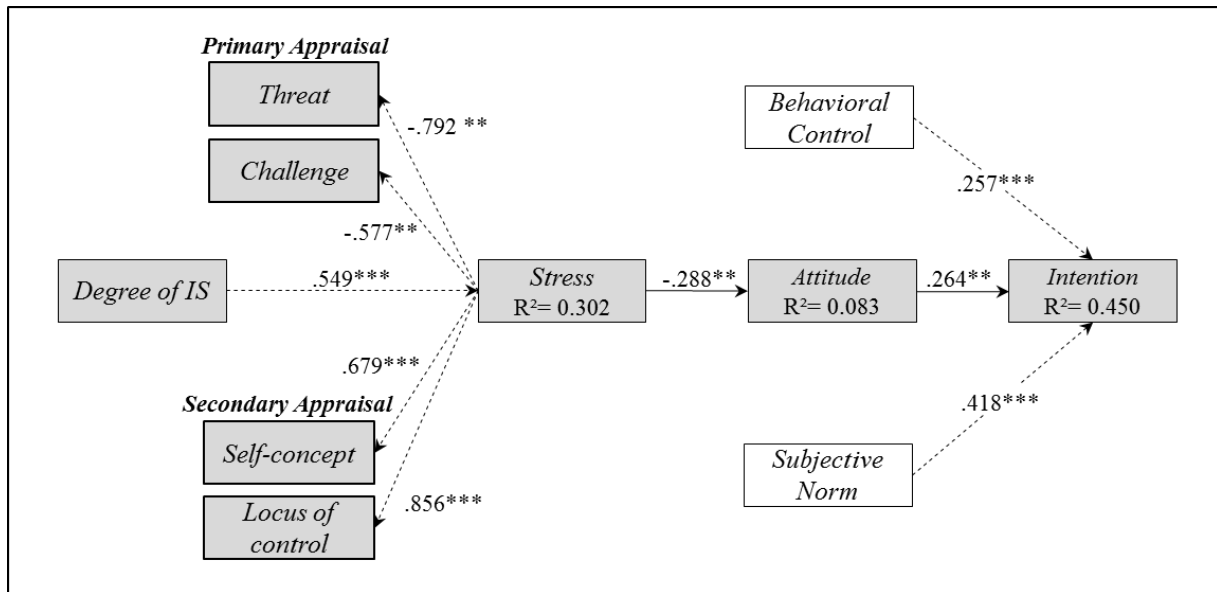 Primary Appraisal
Threat
-.792 **
Challenge
-.577**
Degree of IS
.549***
Stress
R²= 0.302
-.288**
Attitude
R²= 0.083
.264**
Intention
R²= 0.450
Behavioral
Control
.257***
.679***
Secondary Appraisal
Self-concept
.856***
Locus of
control
.418***
Subjective
Norm